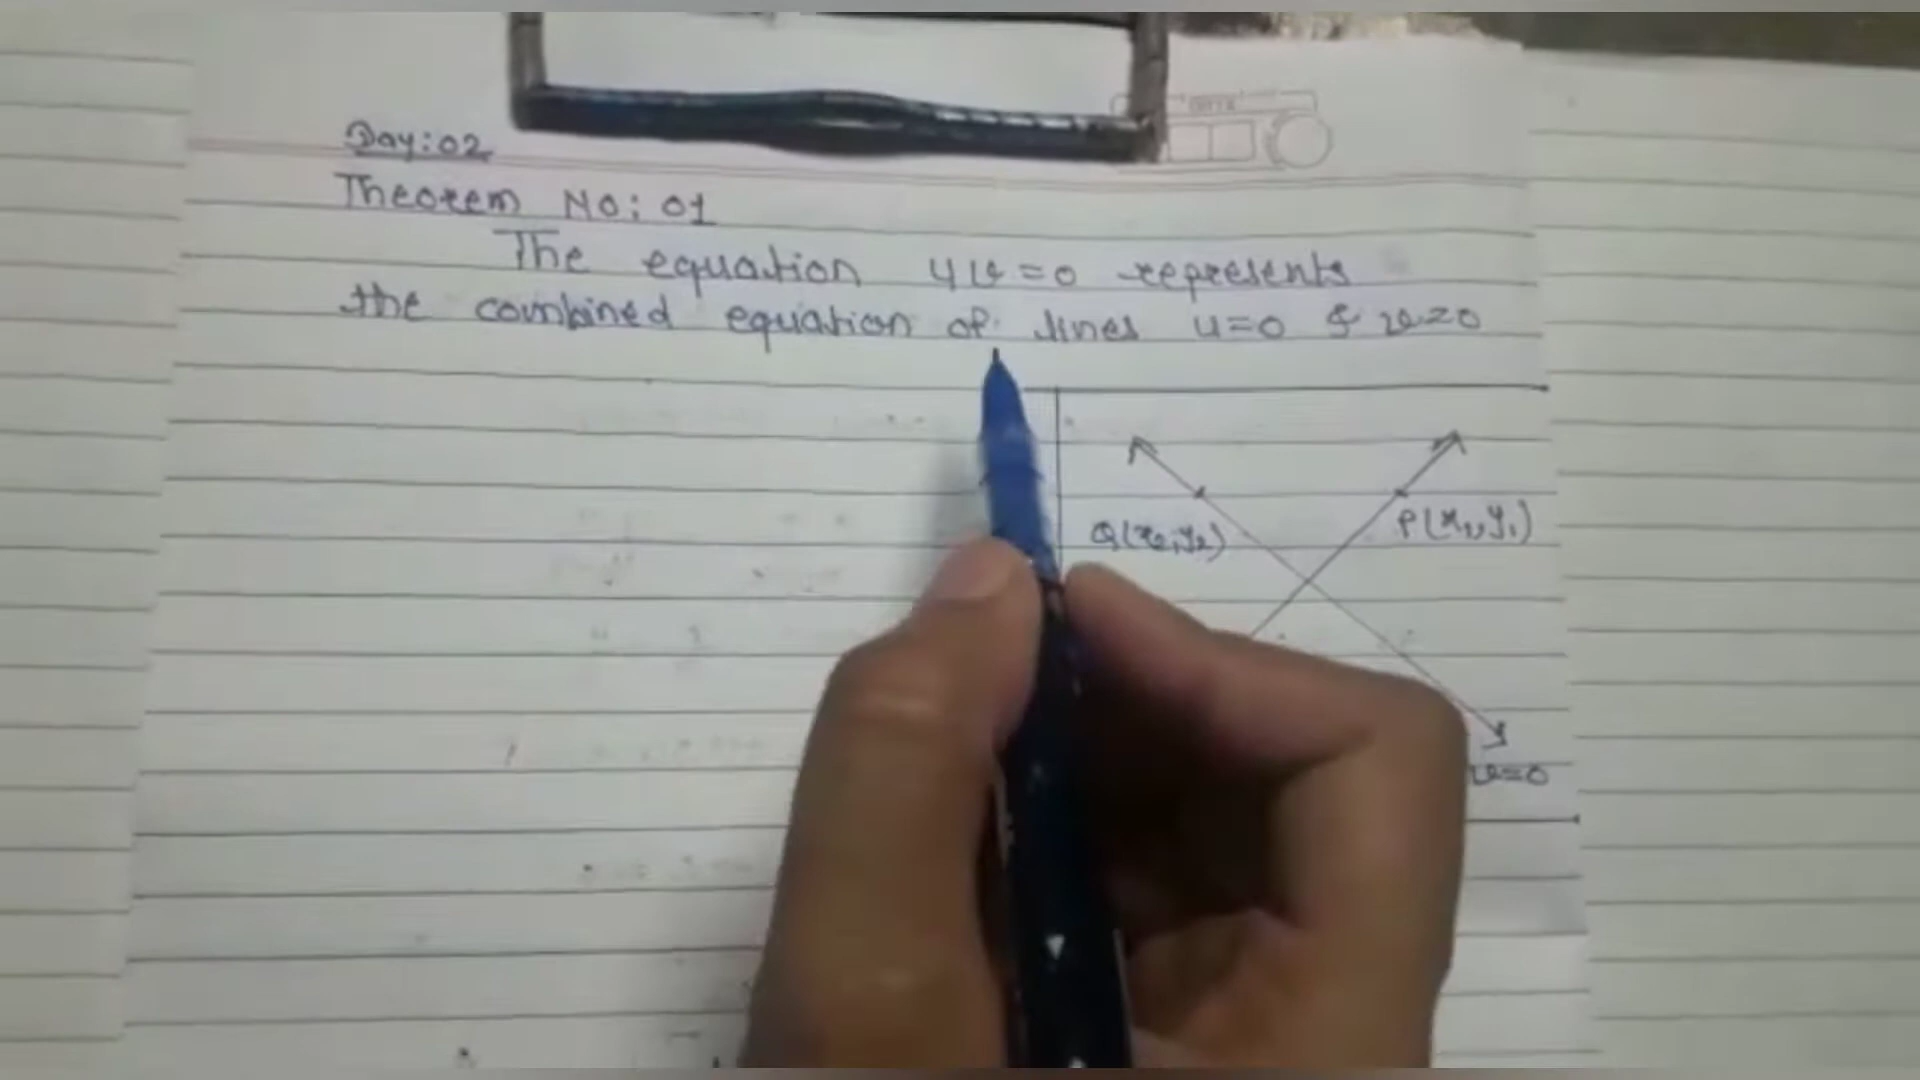 Day:02
Theorem No: 01
The equation uv=0 represents
the combined equation of lines u=0 & v=0
Q(x₂,y₂)
P(x₁,y₁)
v=0